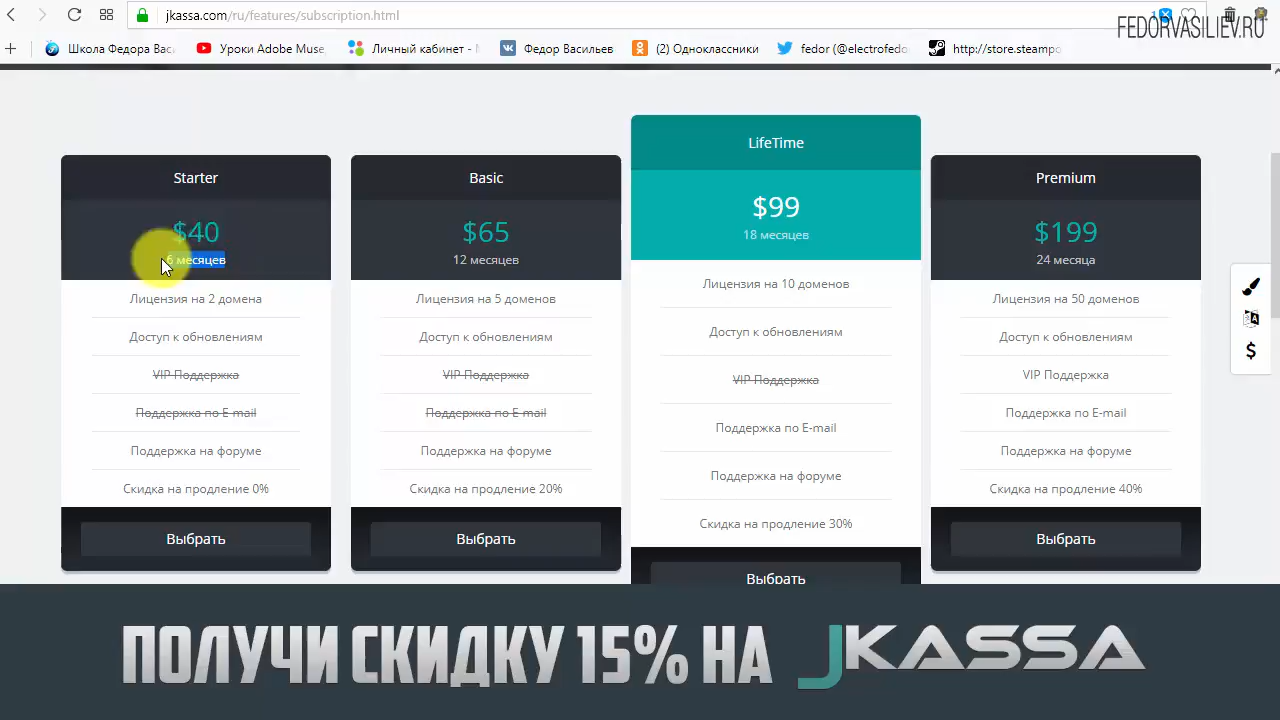 jkassa.com/ru/features/subscription.html
FEDORVASILIEV.RU
Школа Федора Вас
Уроки Adobe Muse
Личный кабинет -
Федор Васильев
(2) Одноклассники
fedor (@electrofedo
http://store.steampo
Starter
$40
6 месяцев
Лицензия на 2 домена
Доступ к обновлениям
VIP Поддержка
Поддержка по E-mail
Поддержка на форуме
Скидка на продление 0%
Выбрать
Basic
$65
12 месяцев
Лицензия на 5 доменов
Доступ к обновлениям
VIP Поддержка
Поддержка по E-mail
Поддержка на форуме
Скидка на продление 20%
Выбрать
LifeTime
$99
18 месяцев
Лицензия на 10 доменов
Доступ к обновлениям
VIP Поддержка
Поддержка по E-mail
Поддержка на форуме
Скидка на продление 30%
Выбрать
Premium
$199
24 месяца
Лицензия на 50 доменов
Доступ к обновлениям
VIP Поддержка
Поддержка по E-mail
Поддержка на форуме
Скидка на продление 40%
Выбрать
ПОЛУЧИ СКИДКУ 15% НА JKASSA